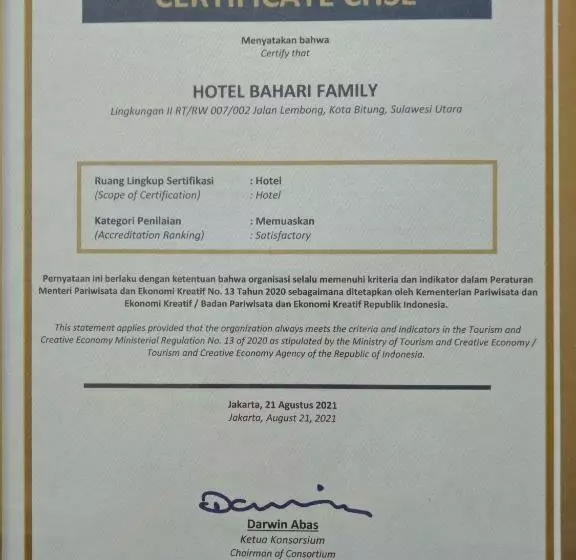 CERTIFICATE CHSE
Menyatakan bahwa
Certify that
HOTEL BAHARI FAMILY
Lingkungan II RT/RW 007/002 Jalan Lembong, Kota Bitung, Sulawesi Utara
Ruang Lingkup Sertifikasi : Hotel
(Scope of Certification) : Hotel
Kategori Penilaian : Memuaskan
(Accreditation Ranking) : Satisfactory
Pernyataan ini berlaku dengan ketentuan bahwa organisasi selalu memenuhi kriteria dan indikator dalam Peraturan
Menteri Pariwisata dan Ekonomi Kreatif No. 13 Tahun 2020 sebagaimana ditetapkan oleh Kementerian Pariwisata dan
Ekonomi Kreatif / Badan Pariwisata dan Ekonomi Kreatif Republik Indonesia.
This statement applies provided that the organization always meets the criteria and indicators in the Tourism and
Creative Economy Ministerial Regulation No. 13 of 2020 as stipulated by the Ministry of Tourism and Creative Economy /
Tourism and Creative Economy Agency of the Republic of Indonesia.
Jakarta, 21 Agustus 2021
Jakarta, August 21, 2021
Darwin
Darwin Abas
Ketua Konsorsium
Chairman of Consortium